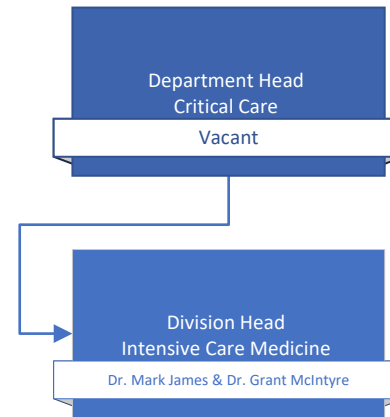 Department Head
Critical Care
Vacant
Division Head
Intensive Care Medicine
Dr. Mark James & Dr. Grant McIntyre